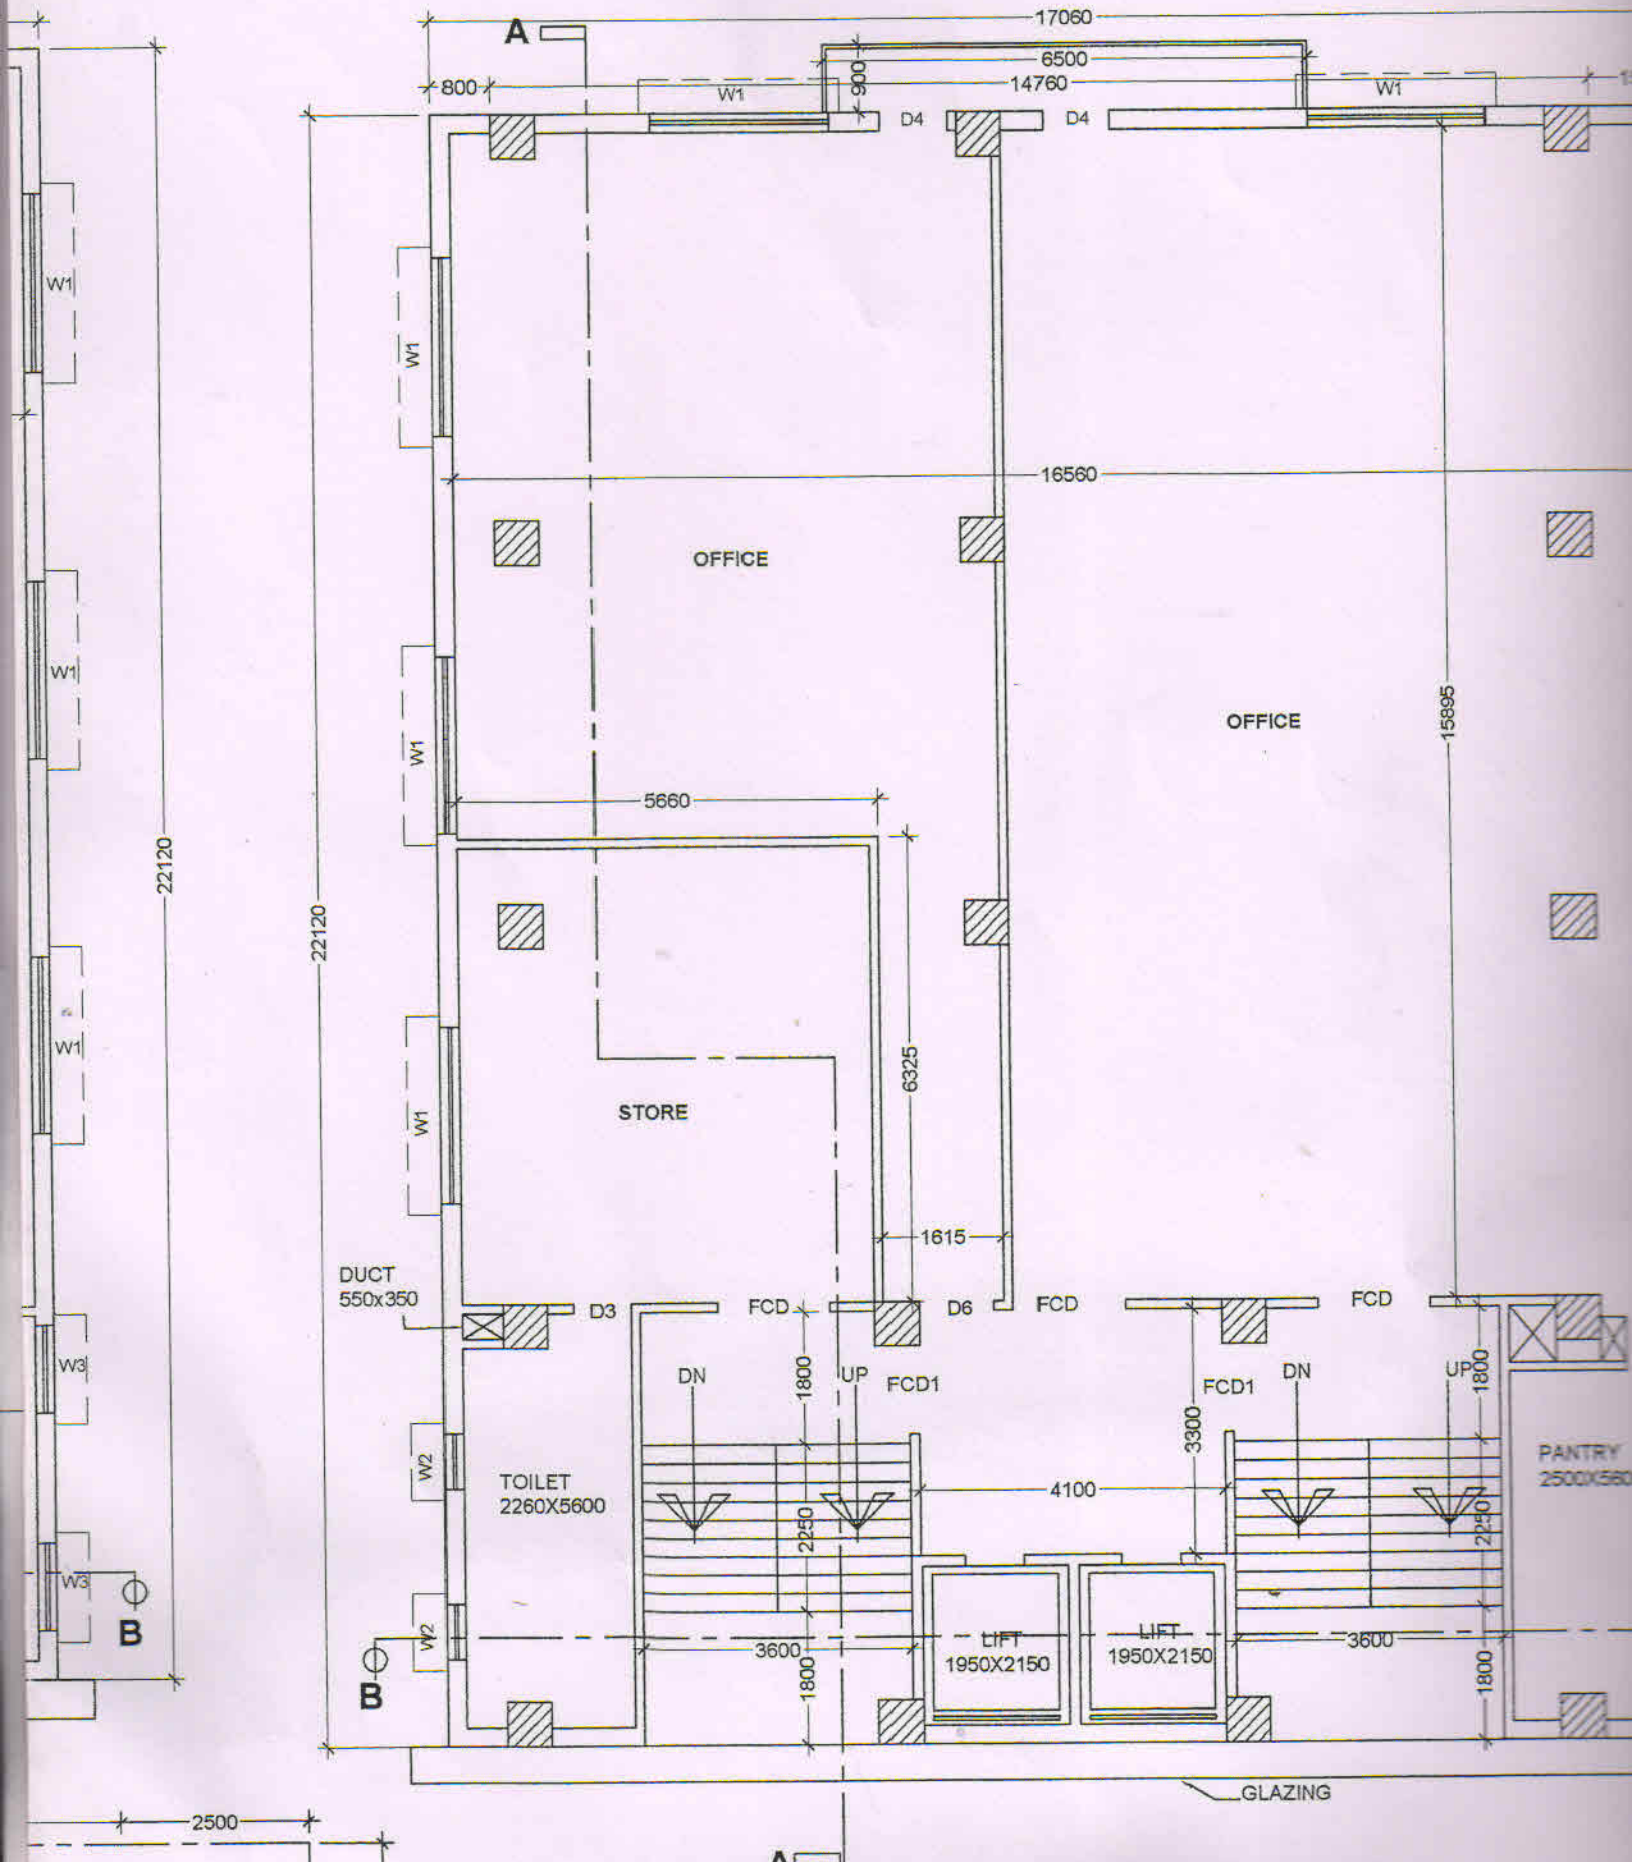 17060
A
6500
900
14760
800
W1
W1
D4
D4
W1
W1
16560
OFFICE
W1
W1
15895
OFFICE
5660
22120
22120
W1
6325
STORE
W1
1615
DUCT
550x350
D3
FCD
D6
FCD
FCD
W3
1800
DN
UP
FCD1
FCD1
DN
UP
1800
3300
W2
TOILET
2260X5600
4100
PANTRY
2250
2250
W3
B
W2
LIFT
1950X2150
LIFT
1950X2150
3600
3600
B
1800
1800
GLAZING
2500
A